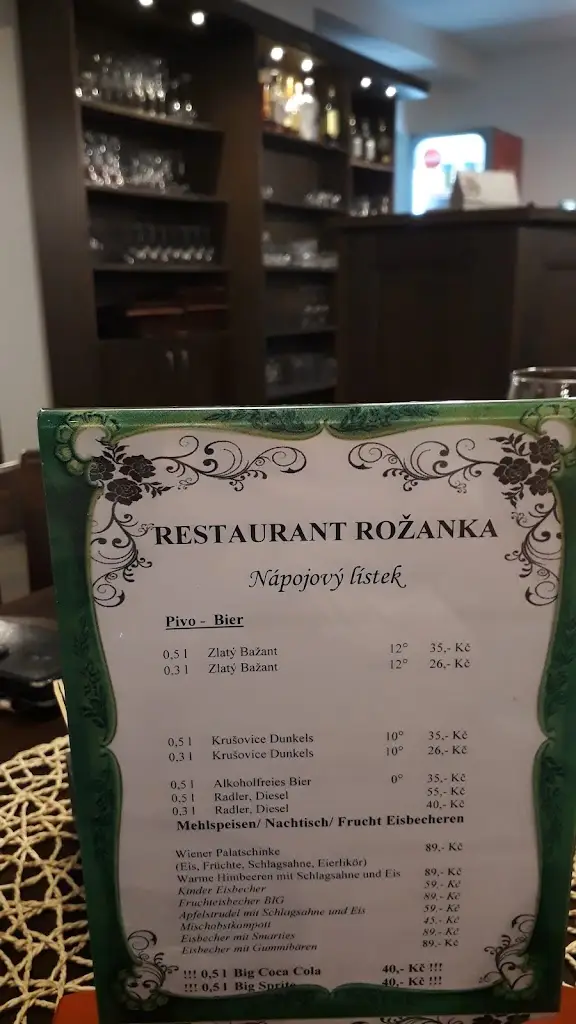 RESTAURANT ROŽANKA
Nápojový lístek
Pivo - Bier
0,5 l Zlatý Bažant 12° 35,- Kč
0,3 l Zlatý Bažant 12° 26,- Kč
0,5 l Krušovice Dunkels 10° 35,- Kč
0,3 l Krušovice Dunkels 10° 26,- Kč
0,5 l Alkoholfreies Bier 0° 35,- Kč
0,5 l Radler, Diesel 55,- Kč
0,3 l Radler, Diesel 40,- Kč
Mehlspeisen/ Nachtisch/ Frucht Eisbecheren
Wiener Palatschinke 89,- Kč
(Eis, Früchte, Schlagsahne, Eierlikör)
Warme Himbeeren mit Schlagsahne und Eis 89,- Kč
Kinder Eisbecher 59,- Kč
Fruchteisbecher BIG 89,- Kč
Apfelstrudel mit Schlagsahne und Eis 59,- Kč
Mischobstkompott 45,- Kč
Eisbecher mit Smarties 89,- Kč
Eisbecher mit Gummibären 89,- Kč
!!! 0,5 l Big Coca Cola 40,- Kč !!!
!!! 0,5 l Big Sprite 40,- Kč !!!